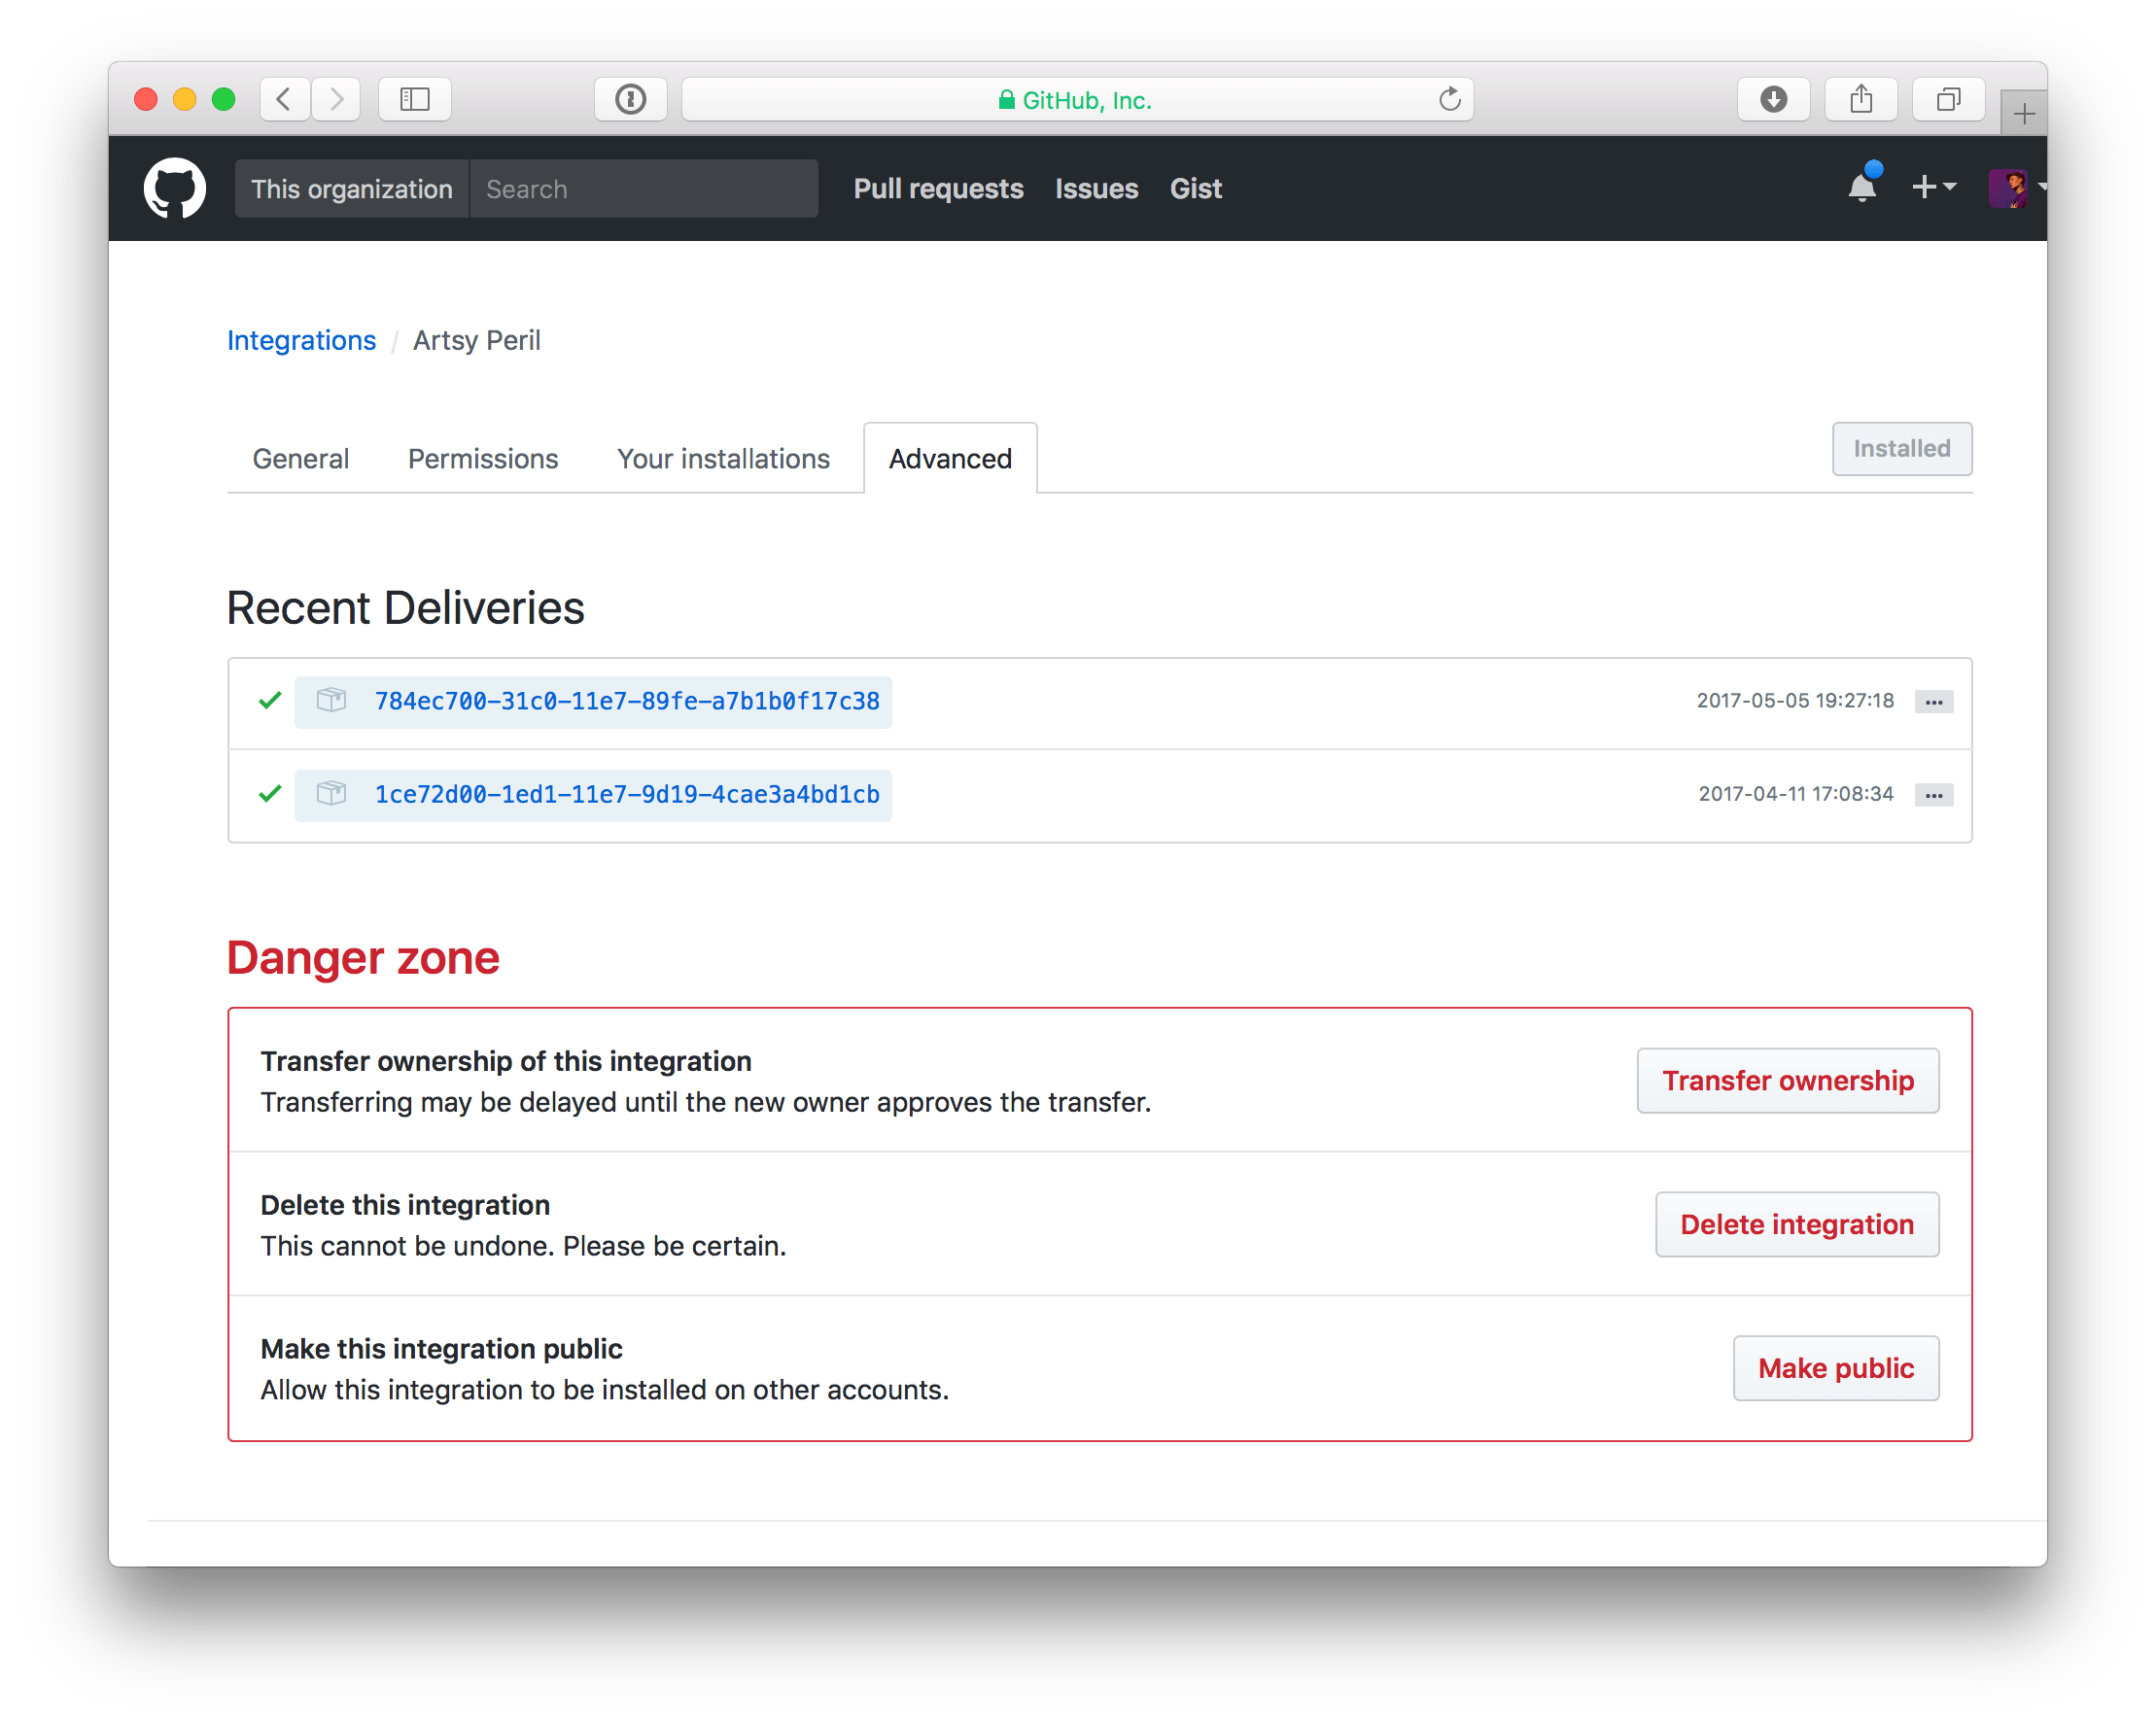 GitHub, Inc.
This organization Search Pull requests Issues Gist
Integrations / Artsy Peril
General Permissions Your installations Advanced Installed
Recent Deliveries
784ec700-31c0-11e7-89fe-a7b1b0f17c38 2017-05-05 19:27:18 ...
1ce72d00-1ed1-11e7-9d19-4cae3a4bd1cb 2017-04-11 17:08:34 ...
Danger zone
Transfer ownership of this integration
Transferring may be delayed until the new owner approves the transfer.
Transfer ownership
Delete this integration
This cannot be undone. Please be certain.
Delete integration
Make this integration public
Allow this integration to be installed on other accounts.
Make public